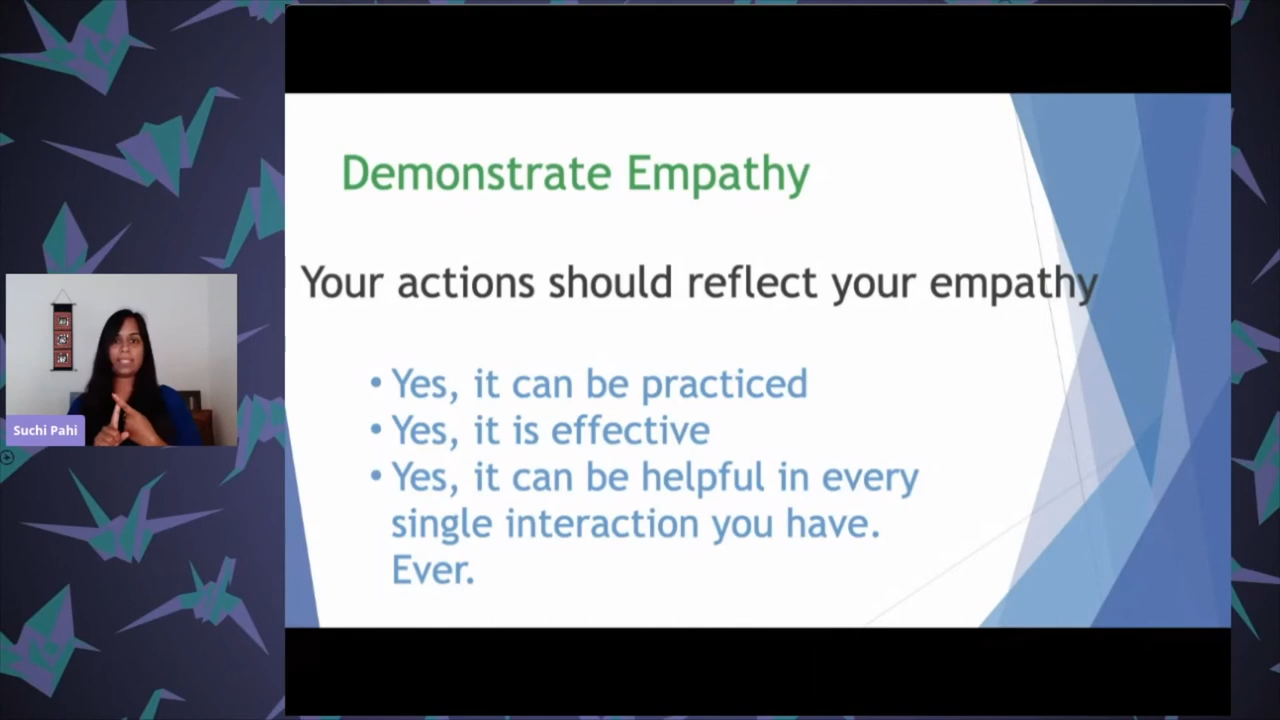 Demonstrate Empathy
Your actions should reflect your empathy
• Yes, it can be practiced
• Yes, it is effective
• Yes, it can be helpful in every
single interaction you have.
Ever.
Suchi Pahi